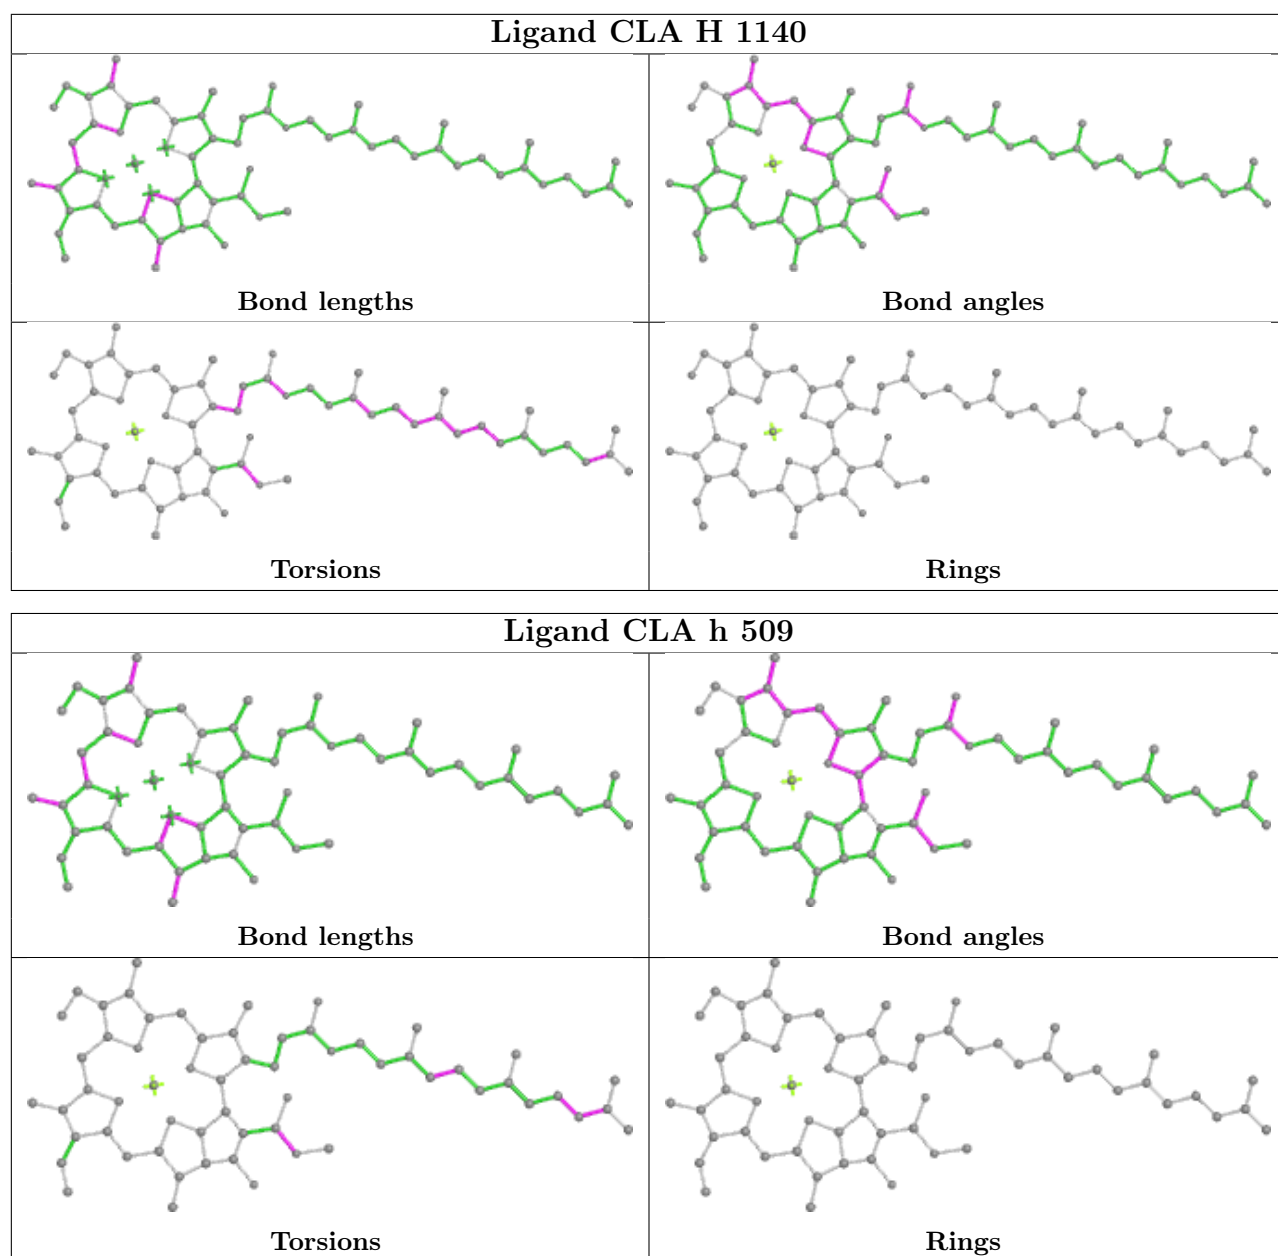 Ligand CLA H 1140
Bond lengths
Bond angles
Torsions
Rings
Ligand CLA h 509
Bond lengths
Bond angles
Torsions
Rings